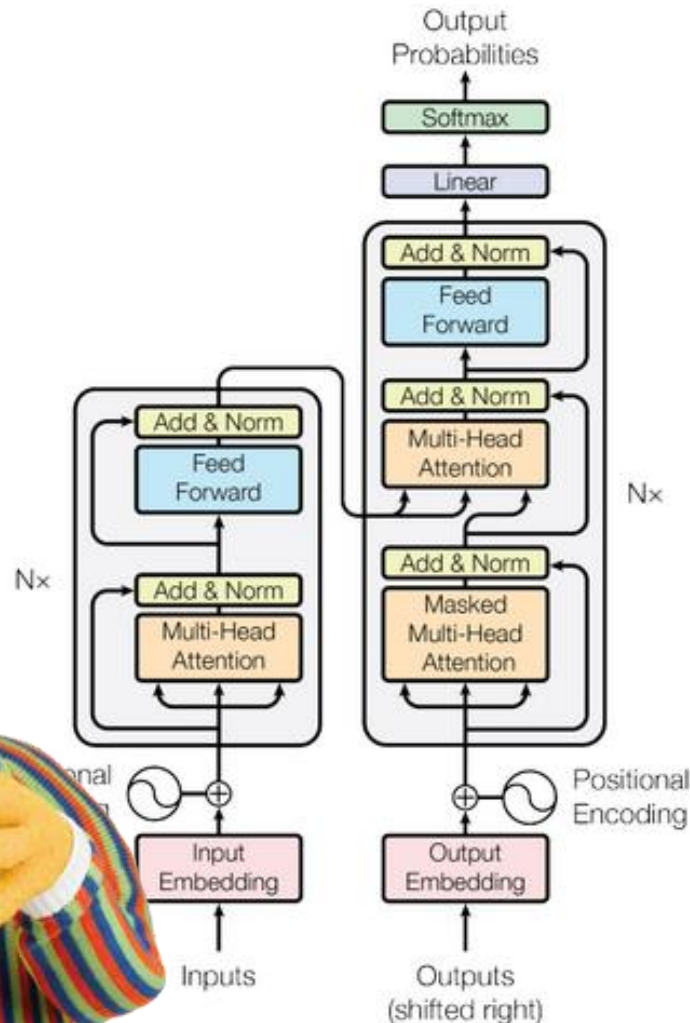 Output
Probabilities
Softmax
Linear
Add & Norm
Feed
Forward
Add & Norm
Multi-Head
Attention
Nx
Add & Norm
Masked
Multi-Head
Attention
Add & Norm
Feed
Forward
Nx
Add & Norm
Multi-Head
Attention
Positional
Encoding
Input
Embedding
Output
Embedding
Inputs
Outputs
(shifted right)